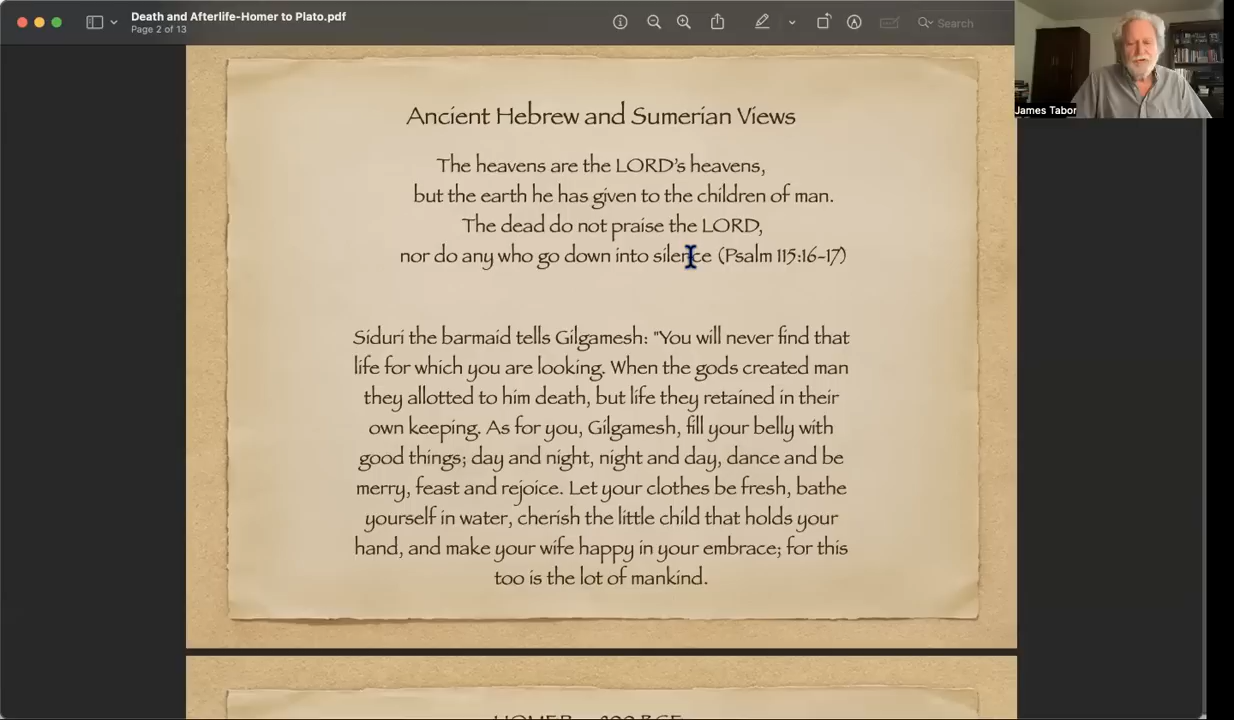 Death and Afterlife-Homer to Plato.pdf
Page 2 of 13
Search
James Tabor
Ancient Hebrew and Sumerian Views
The heavens are the LORD's heavens,
but the earth he has given to the children of man.
The dead do not praise the LORD,
nor do any who go down into silence (Psalm 115:16-17)
Siduri the barmaid tells Gilgamesh: "You will never find that
life for which you are looking. When the gods created man
they allotted to him death, but life they retained in their
own keeping. As for you, Gilgamesh, fill your belly with
good things; day and night, night and day, dance and be
merry, feast and rejoice. Let your clothes be fresh, bathe
yourself in water, cherish the little child that holds your
hand, and make your wife happy in your embrace; for this
too is the lot of mankind.